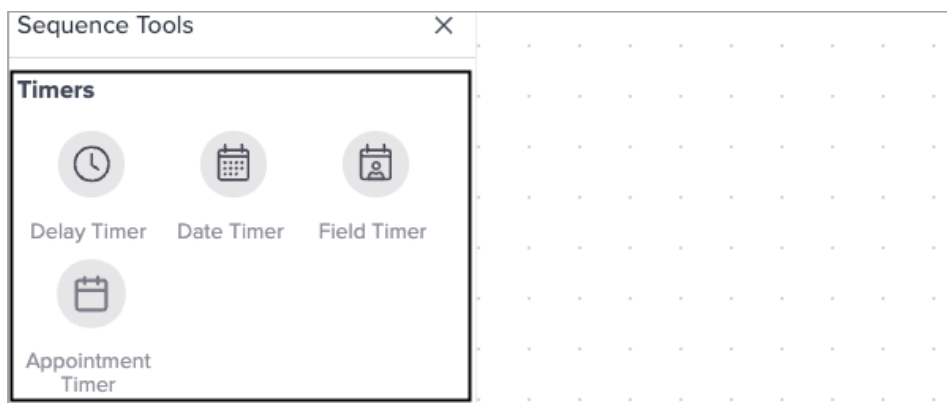 Sequence Tools
Timers
Delay Timer
Date Timer
Field Timer
Appointment
Timer